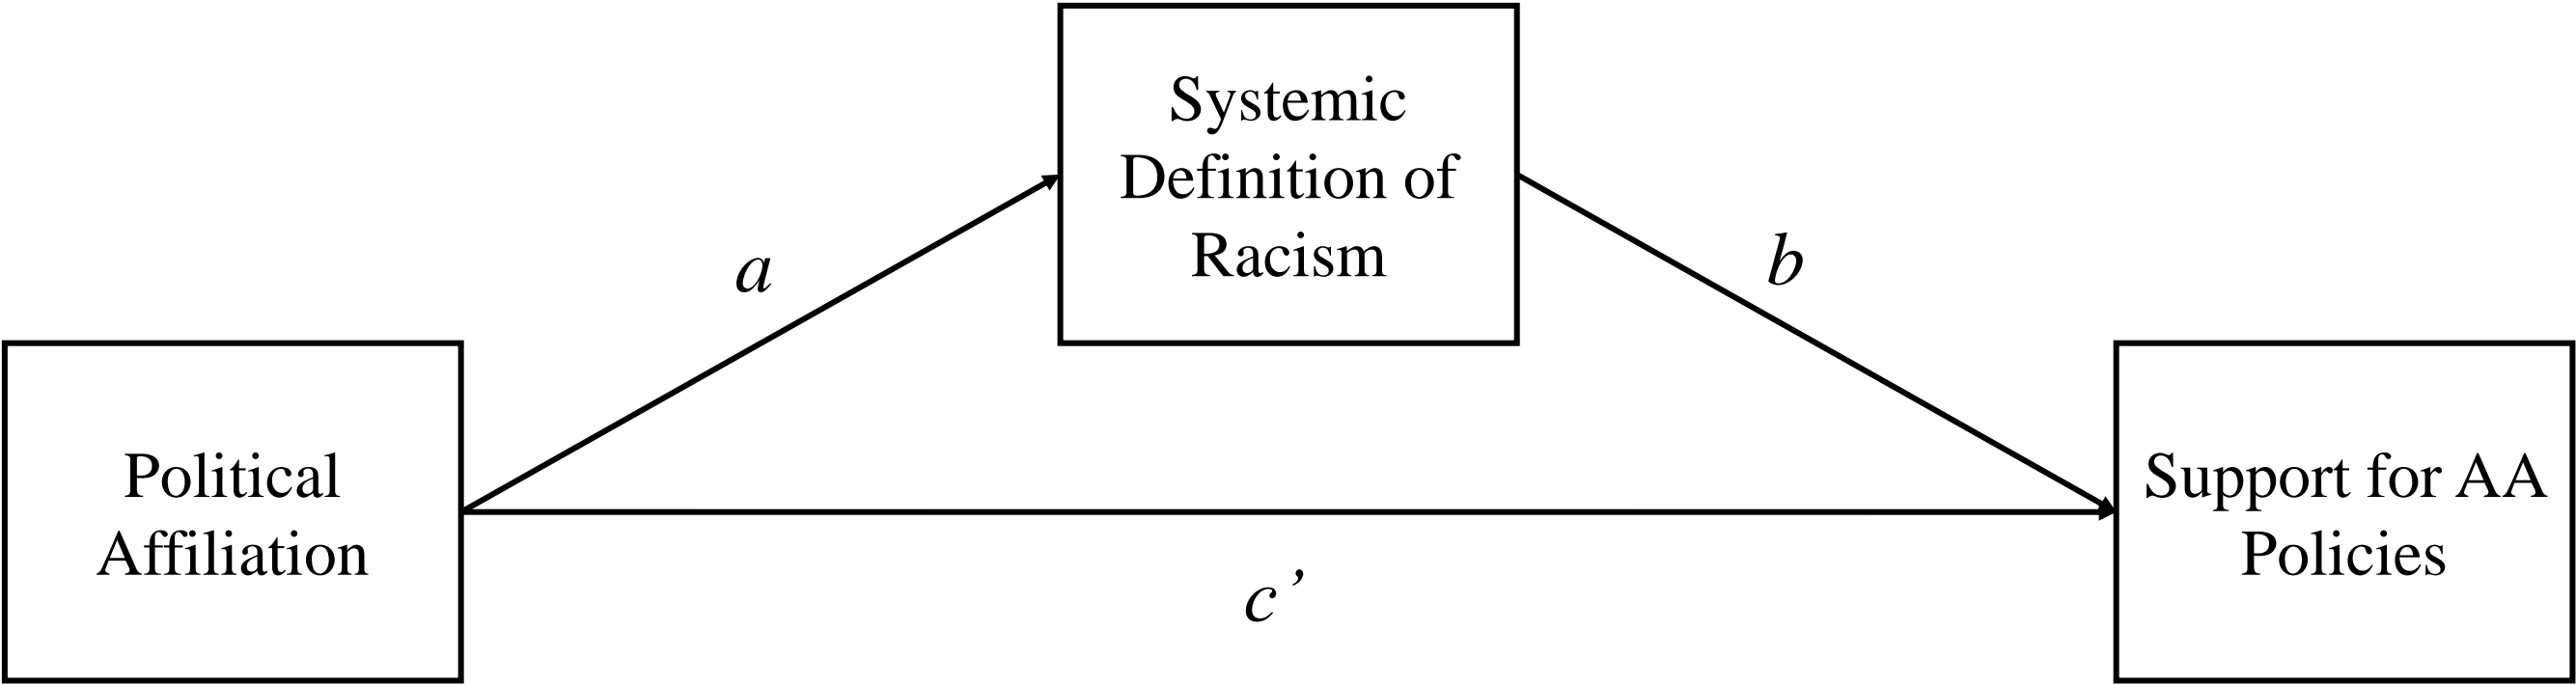 Systemic
Definition of
Racism
a
b
Political
Affiliation
Support for AA
Policies
c’